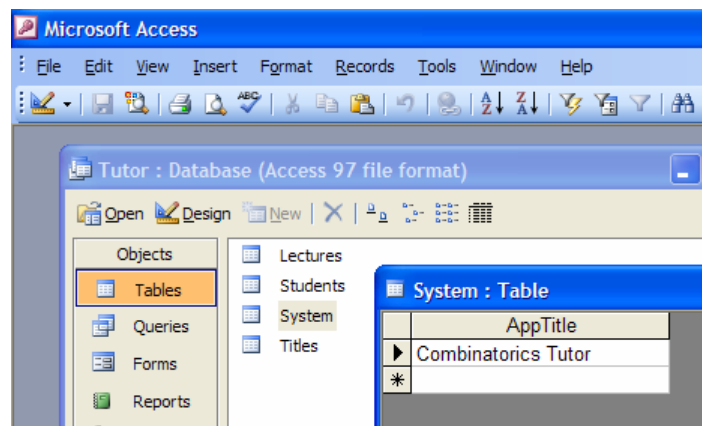 Microsoft Access
File Edit View Insert Format Records Tools Window Help
ABC
Tutor : Database (Access 97 file format)
Open Design New
Objects
Tables
Queries
Forms
Reports
Lectures
Students
System
Titles
System : Table
AppTitle
Combinatorics Tutor